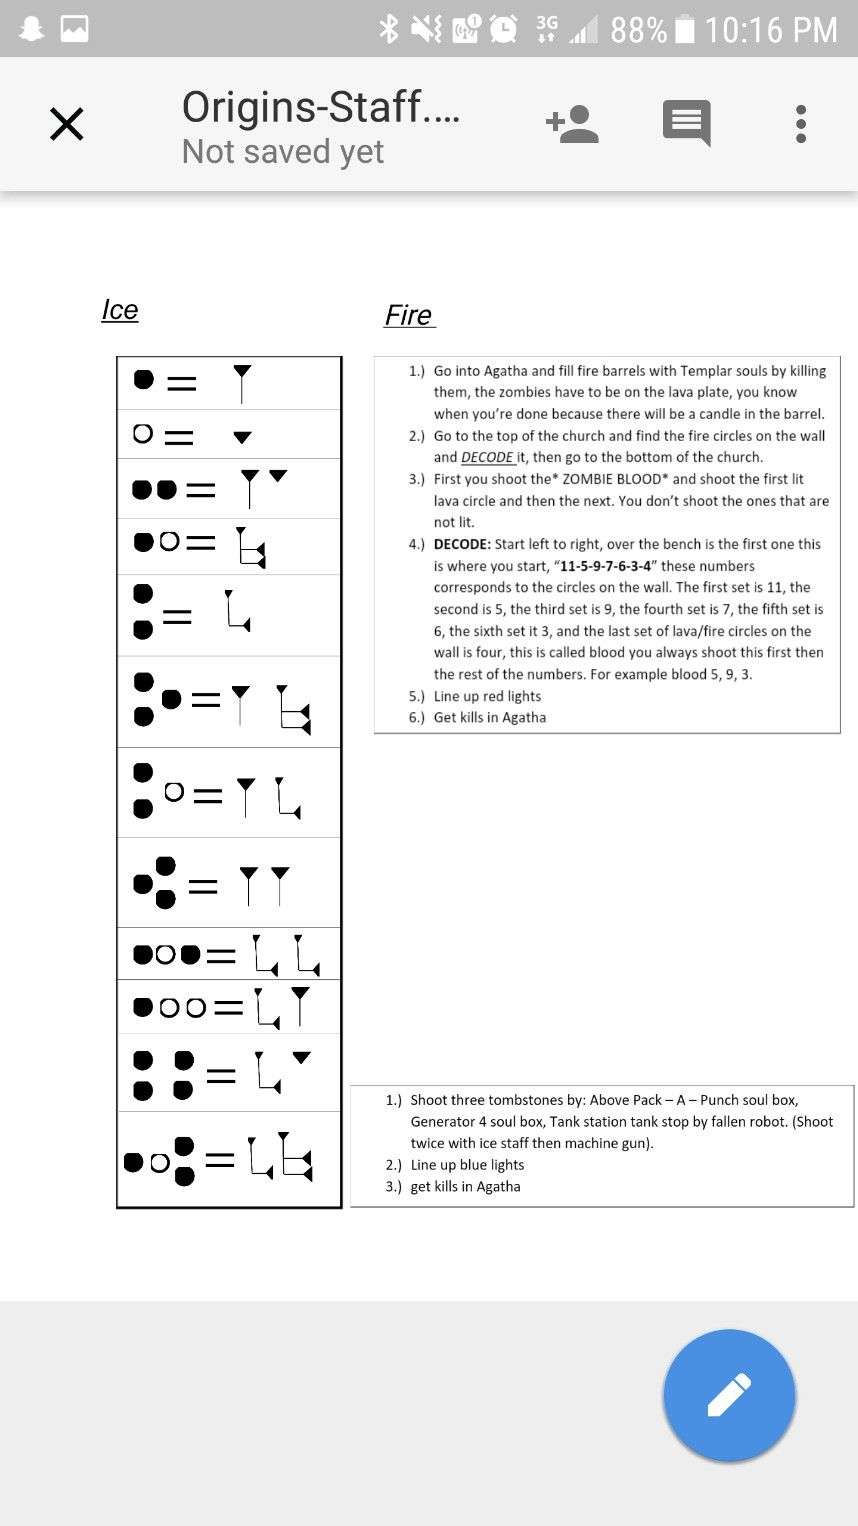 3G 88% 10:16 PM
Origins-Staff....
Not saved yet
Ice
Fire
1.) Go into Agatha and fill fire barrels with Templar souls by killing
them, the zombies have to be on the lava plate, you know
when you're done because there will be a candle in the barrel.
2.) Go to the top of the church and find the fire circles on the wall
and DECODE it, then go to the bottom of the church.
3.) First you shoot the* ZOMBIE BLOOD* and shoot the first lit
lava circle and then the next. You don't shoot the ones that are
not lit.
4.) DECODE: Start left to right, over the bench is the first one this
is where you start, “11-5-9-7-6-3-4” these numbers
corresponds to the circles on the wall. The first set is 11, the
second is 5, the third set is 9, the fourth set is 7, the fifth set is
6, the sixth set it 3, and the last set of lava/fire circles on the
wall is four, this is called blood you always shoot this first then
the rest of the numbers. For example blood 5, 9, 3.
5.) Line up red lights
6.) Get kills in Agatha
1.) Shoot three tombstones by: Above Pack – A – Punch soul box,
Generator 4 soul box, Tank station tank stop by fallen robot. (Shoot
twice with ice staff then machine gun).
2.) Line up blue lights
3.) get kills in Agatha